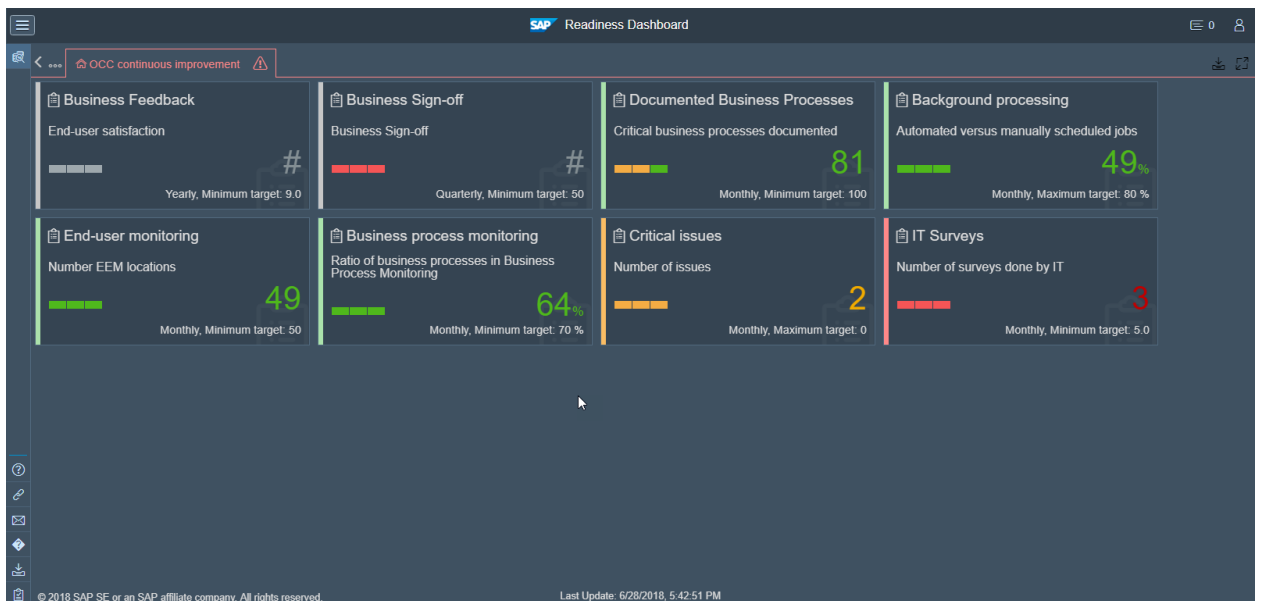 SAP Readiness Dashboard
0
OCC continuous improvement
Business Feedback
End-user satisfaction
#
Yearly, Minimum target: 9.0
Business Sign-off
Business Sign-off
#
Quarterly, Minimum target: 50
Documented Business Processes
Critical business processes documented
81
Monthly, Minimum target: 100
Background processing
Automated versus manually scheduled jobs
49%
Monthly, Maximum target: 80 %
End-user monitoring
Number EEM locations
49
Monthly, Minimum target: 50
Business process monitoring
Ratio of business processes in Business
Process Monitoring
64%
Monthly, Minimum target: 70 %
Critical issues
Number of issues
2
Monthly, Maximum target: 0
IT Surveys
Number of surveys done by IT
3
Monthly, Minimum target: 5.0
© 2018 SAP SE or an SAP affiliate company. All rights reserved.
Last Update: 6/28/2018, 5:42:51 PM